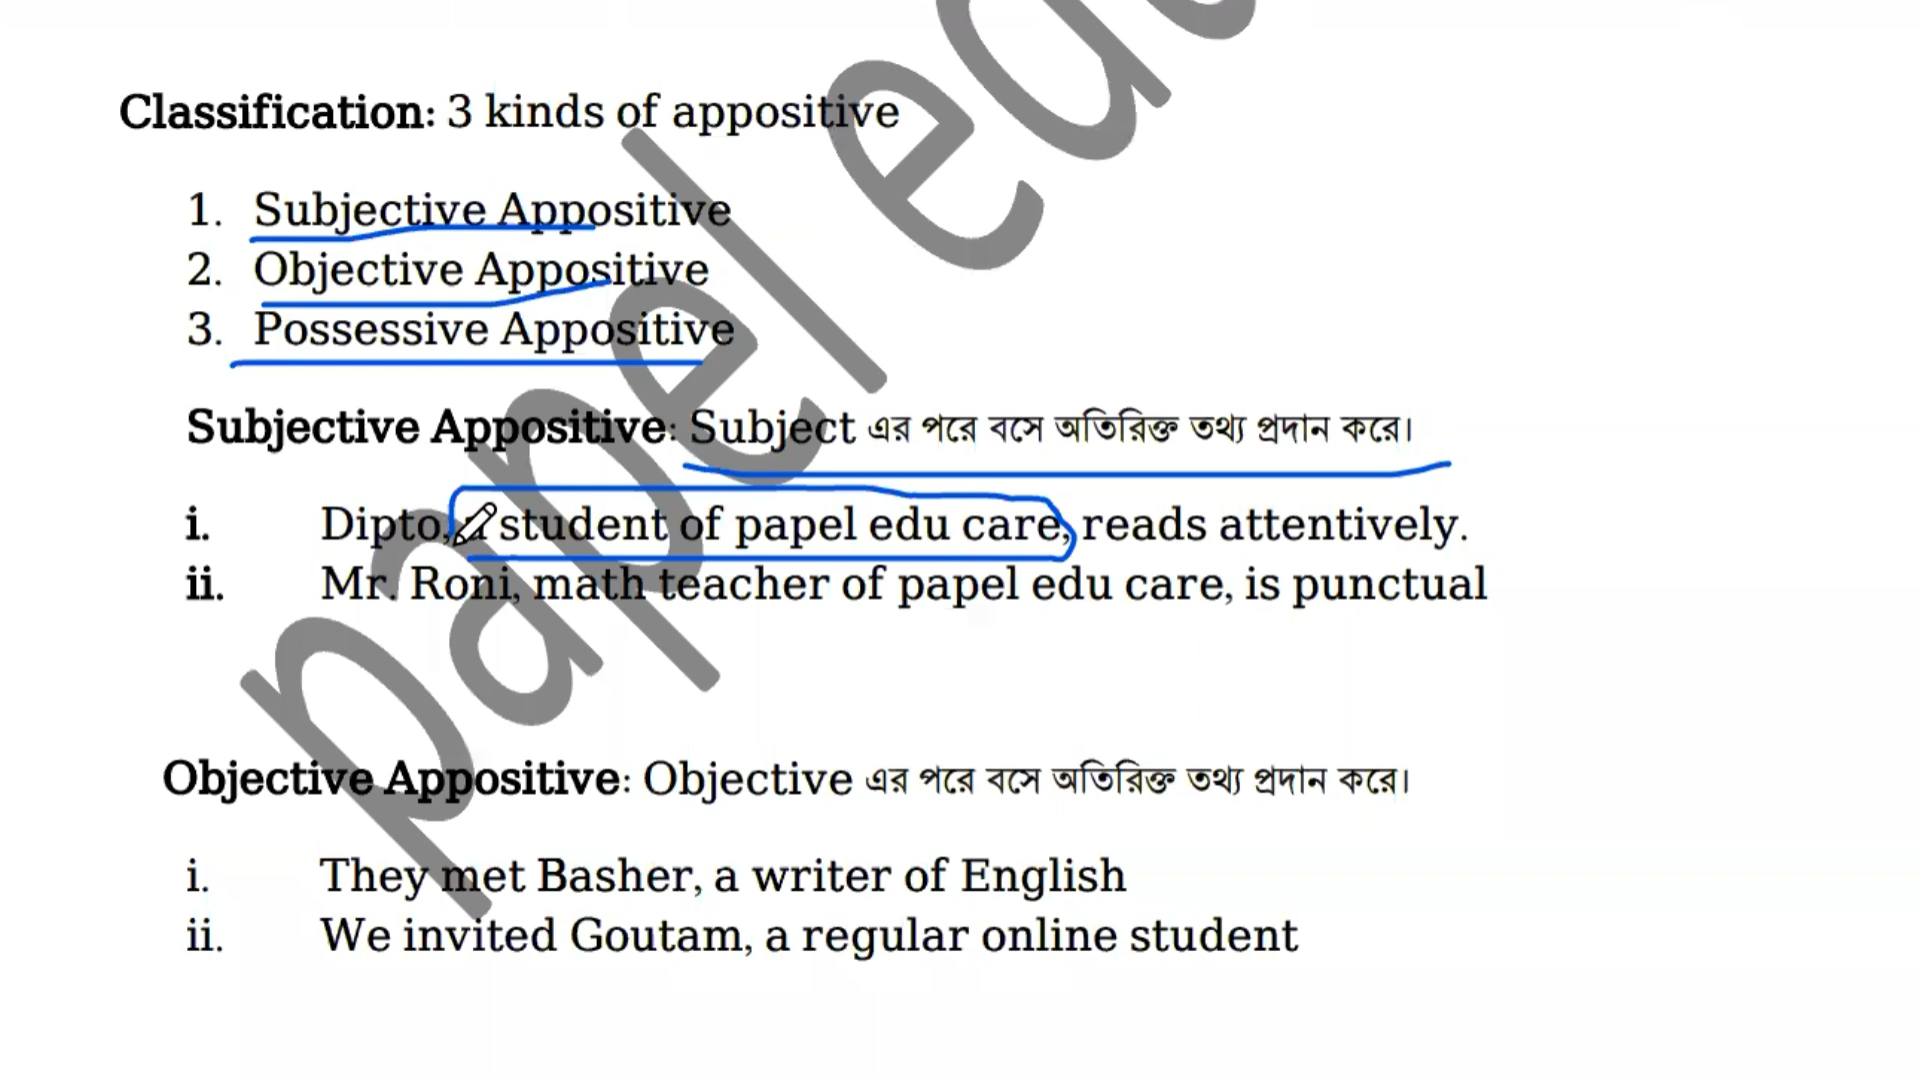 Classification: 3 kinds of appositive
1. Subjective Appositive
2. Objective Appositive
3. Possessive Appositive
Subjective Appositive: Subject এর পরে বসে অতিরিক্ত তথ্য প্রদান করে।
i. Dipto, student of papel edu care, reads attentively.
ii. Mr. Roni, math teacher of papel edu care, is punctual
Objective Appositive: Objective এর পরে বসে অতিরিক্ত তথ্য প্রদান করে।
i. They met Basher, a writer of English
ii. We invited Goutam, a regular online student
papel edu